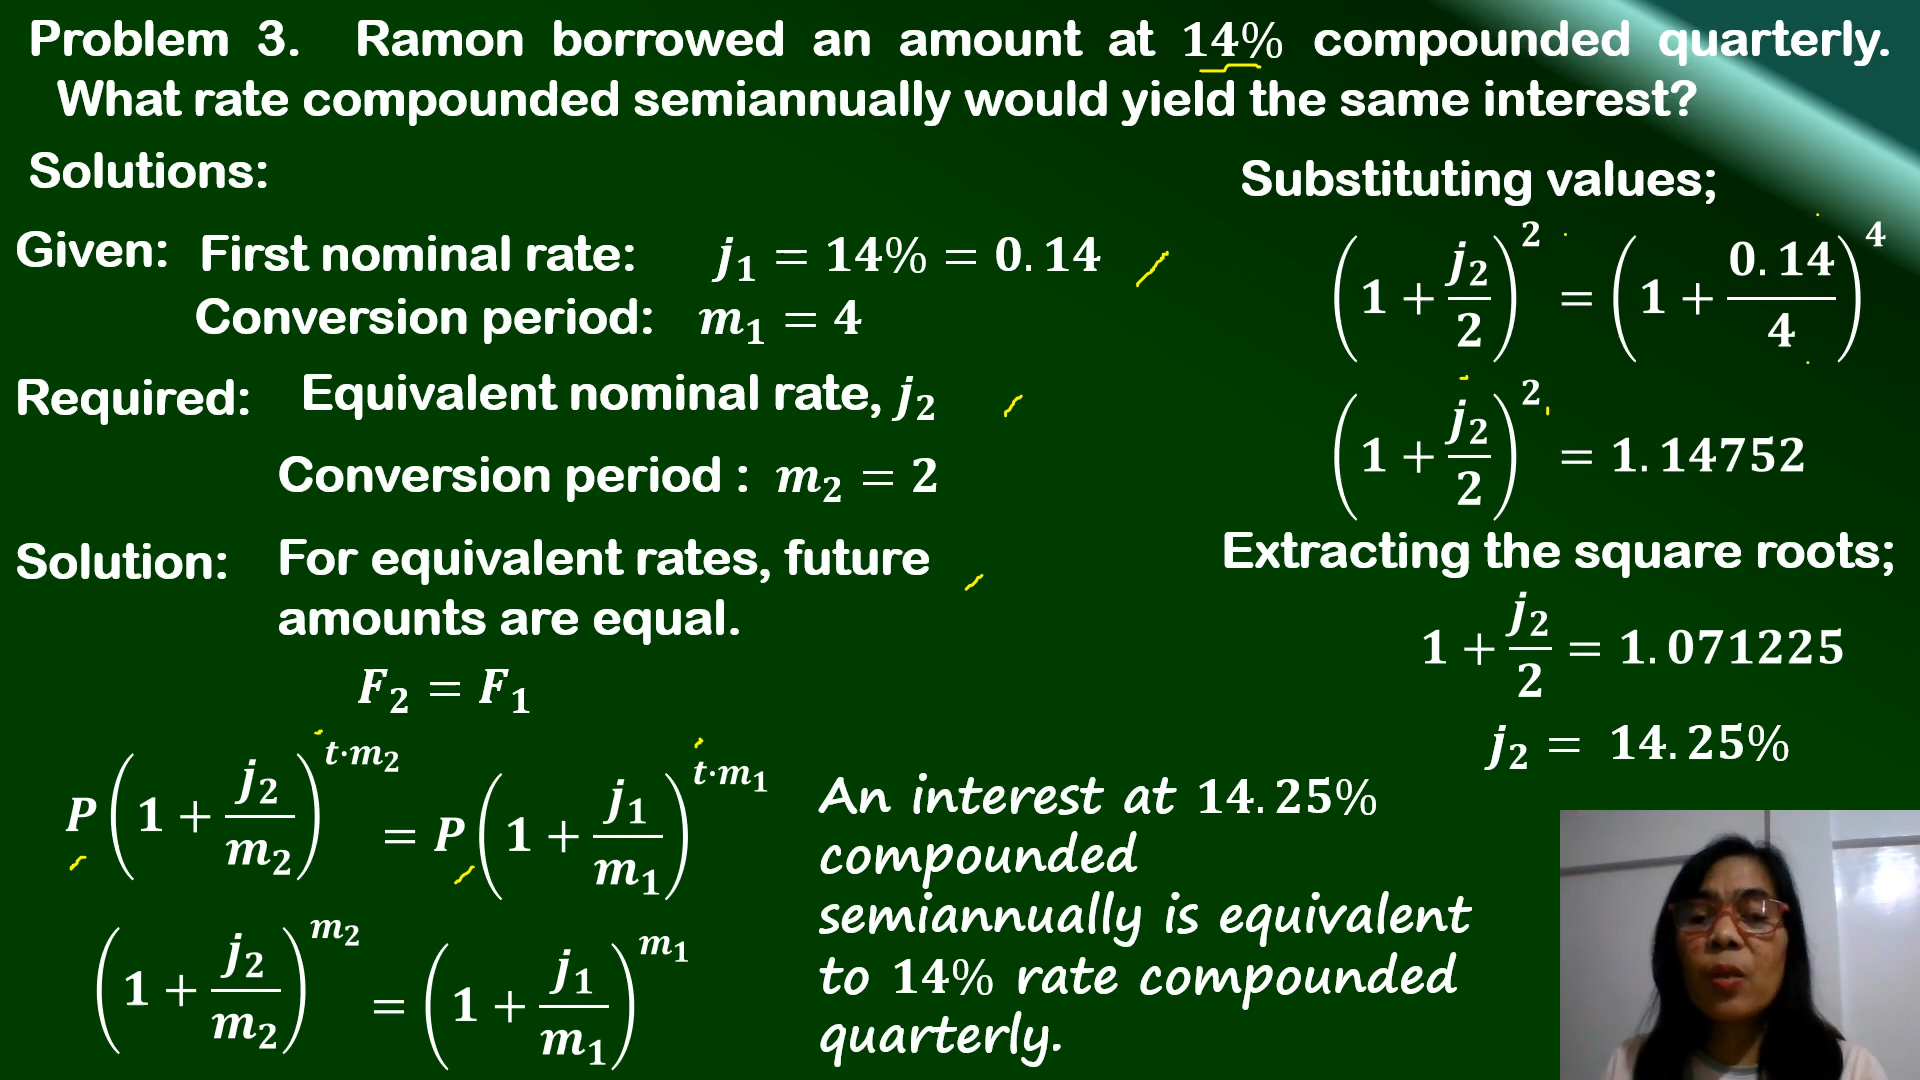 Problem 3. Ramon borrowed an amount at 14% compounded quarterly.
What rate compounded semiannually would yield the same interest?
Solutions:
Given: First nominal rate: j₁ = 14% = 0.14
Conversion period: m₁ = 4
Required: Equivalent nominal rate, j₂
Conversion period : m₂ = 2
Solution: For equivalent rates, future
amounts are equal.
F₂ = F₁
P(1 + j₂/m₂)^(t·m₂) = P(1 + j₁/m₁)^(t·m₁)
(1 + j₂/m₂)^(m₂) = (1 + j₁/m₁)^(m₁)
Substituting values;
(1 + j₂/2)² = (1 + 0.14/4)⁴
(1 + j₂/2)² = 1.14752
Extracting the square roots;
1 + j₂/2 = 1.071225
j₂ = 14.25%
An interest at 14.25%
compounded
semiannually is equivalent
to 14% rate compounded
quarterly.